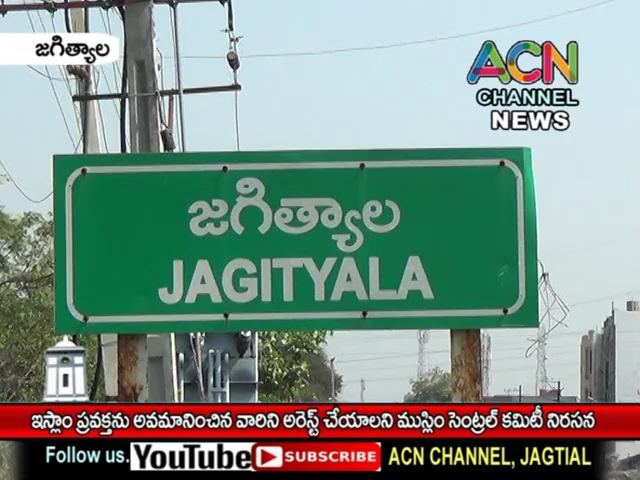 జగిత్యాల
ACN
CHANNEL
NEWS
జగిత్యాల
JAGITYALA
ఇస్లాం ప్రవక్తను అవమానించిన వారిని అరెస్ట్ చేయాలని ముస్లిం సెంట్రల్ కమిటీ నిరసన
Follow us. YouTube SUBSCRIBE ACN CHANNEL, JAGTIAL